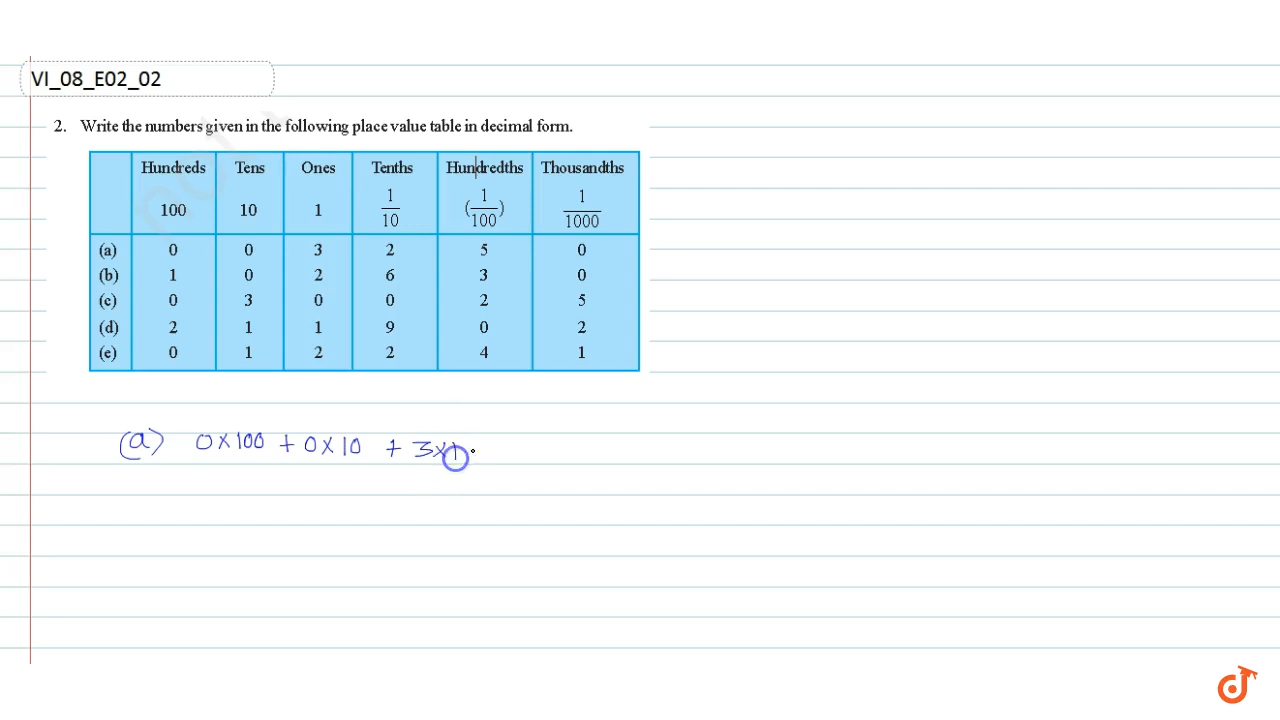 VI_08_E02_02
2. Write the numbers given in the following place value table in decimal form.
Hundreds Tens Ones Tenths Hundredths Thousandths
100 10 1 1/10 (1/100) 1/1000
(a) 0 0 3 2 5 0
(b) 1 0 2 6 3 0
(c) 0 3 0 0 2 5
(d) 2 1 1 9 0 2
(e) 0 1 2 2 4 1
(a) 0×100 + 0×10 + 3×1